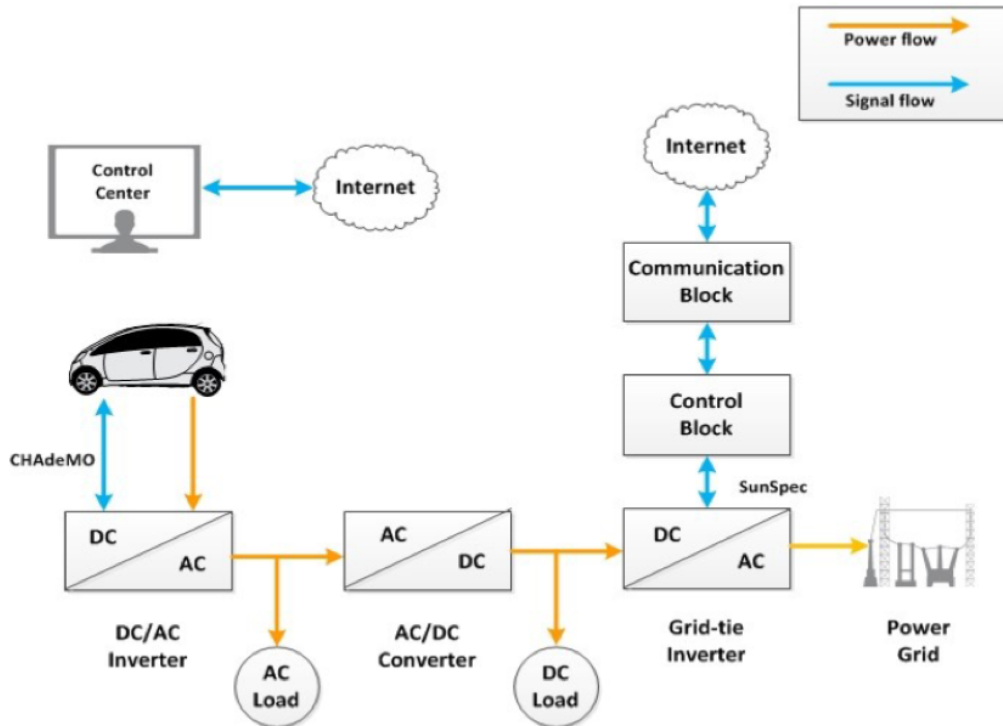 Power flow
Signal flow
Internet
Control
Center
Internet
Communication
Block
Control
Block
CHAdeMO
SunSpec
DC
AC
AC
DC
DC
AC
DC/AC
Inverter
AC
Load
AC/DC
Converter
DC
Load
Grid-tie
Inverter
Power
Grid